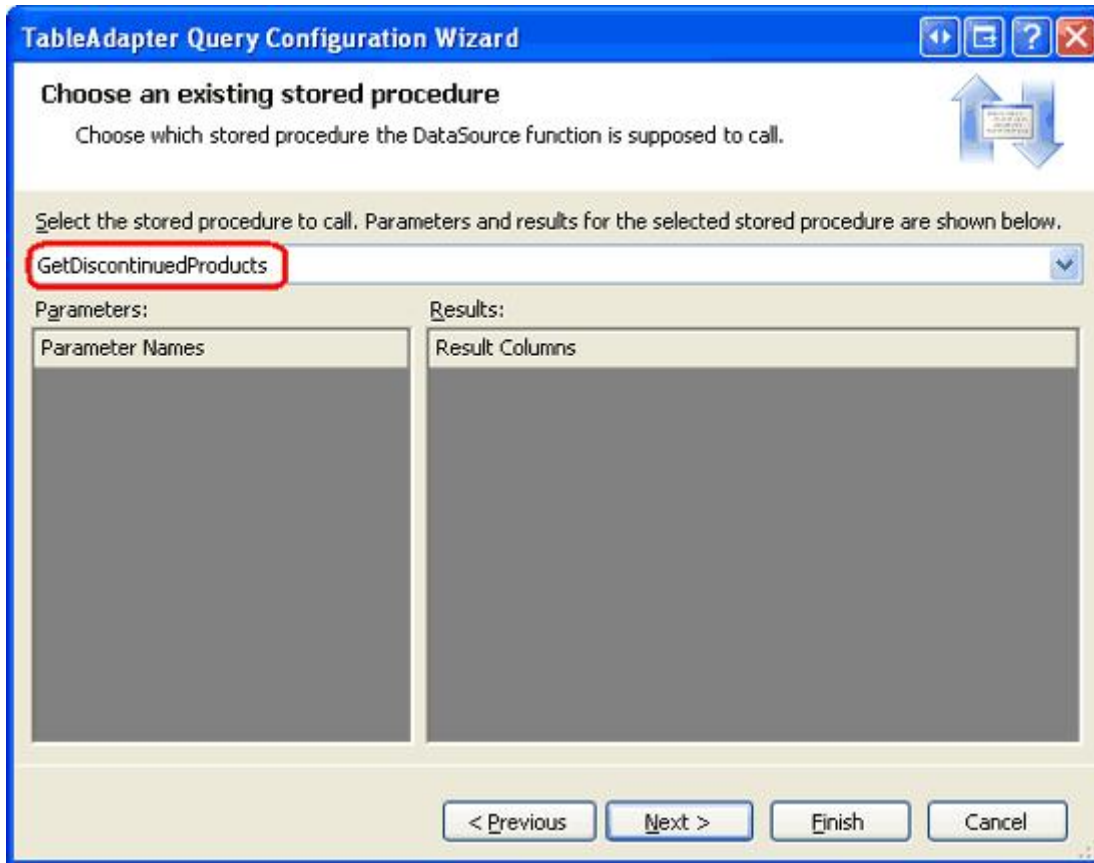 TableAdapter Query Configuration Wizard
Choose an existing stored procedure
Choose which stored procedure the DataSource function is supposed to call.
Select the stored procedure to call. Parameters and results for the selected stored procedure are shown below.
GetDiscontinuedProducts
Parameters: Results:
Parameter Names Result Columns
< Previous Next > Finish Cancel